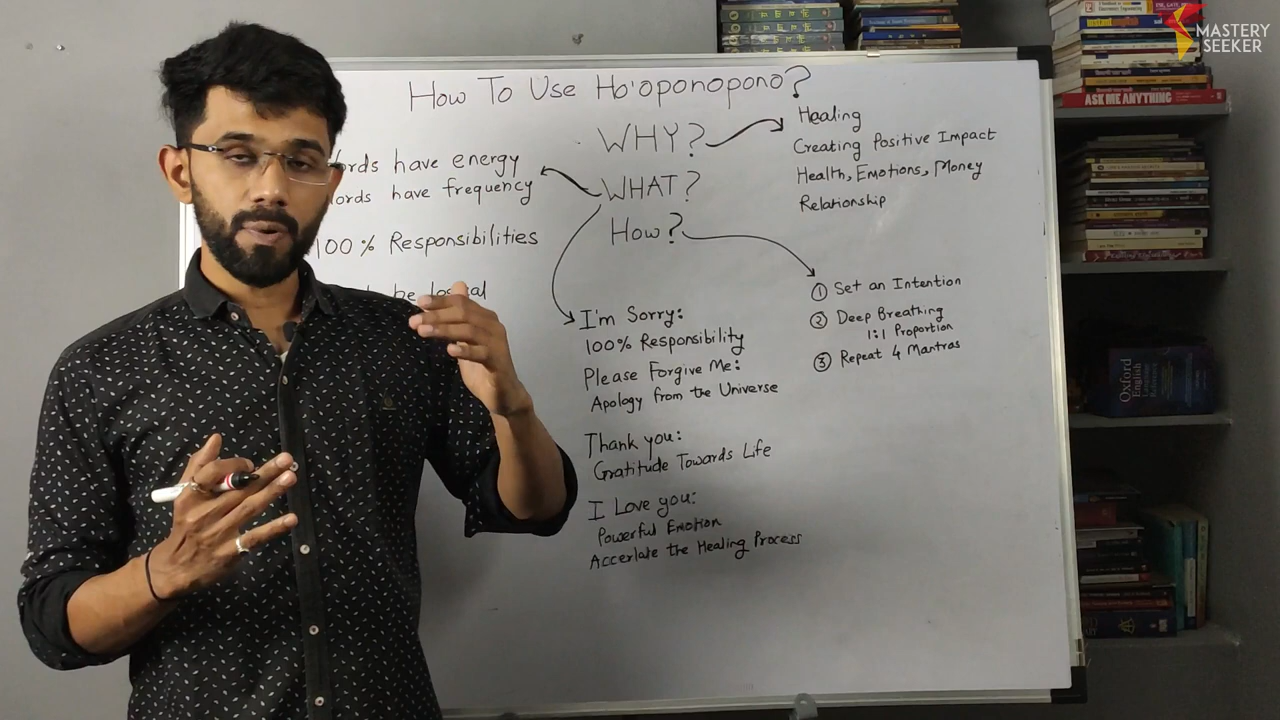 MASTERY
SEEKER
ASK ME ANYTHING
How To Use Ho'oponopono?
WHY?
Healing
Creating Positive Impact
Health, Emotions, Money
Relationship
WHAT?
ords have energy
ords have frequency
100% Responsibilities
be logical
How?
① Set an Intention
② Deep Breathing
1:1 Proportion
③ Repeat 4 Mantras
I'm Sorry:
100% Responsibility
Please Forgive Me:
Apology from the Universe
Thank you:
Gratitude Towards Life
I Love you:
Powerful Emotion
Accerlate the Healing Process
Oxford
English